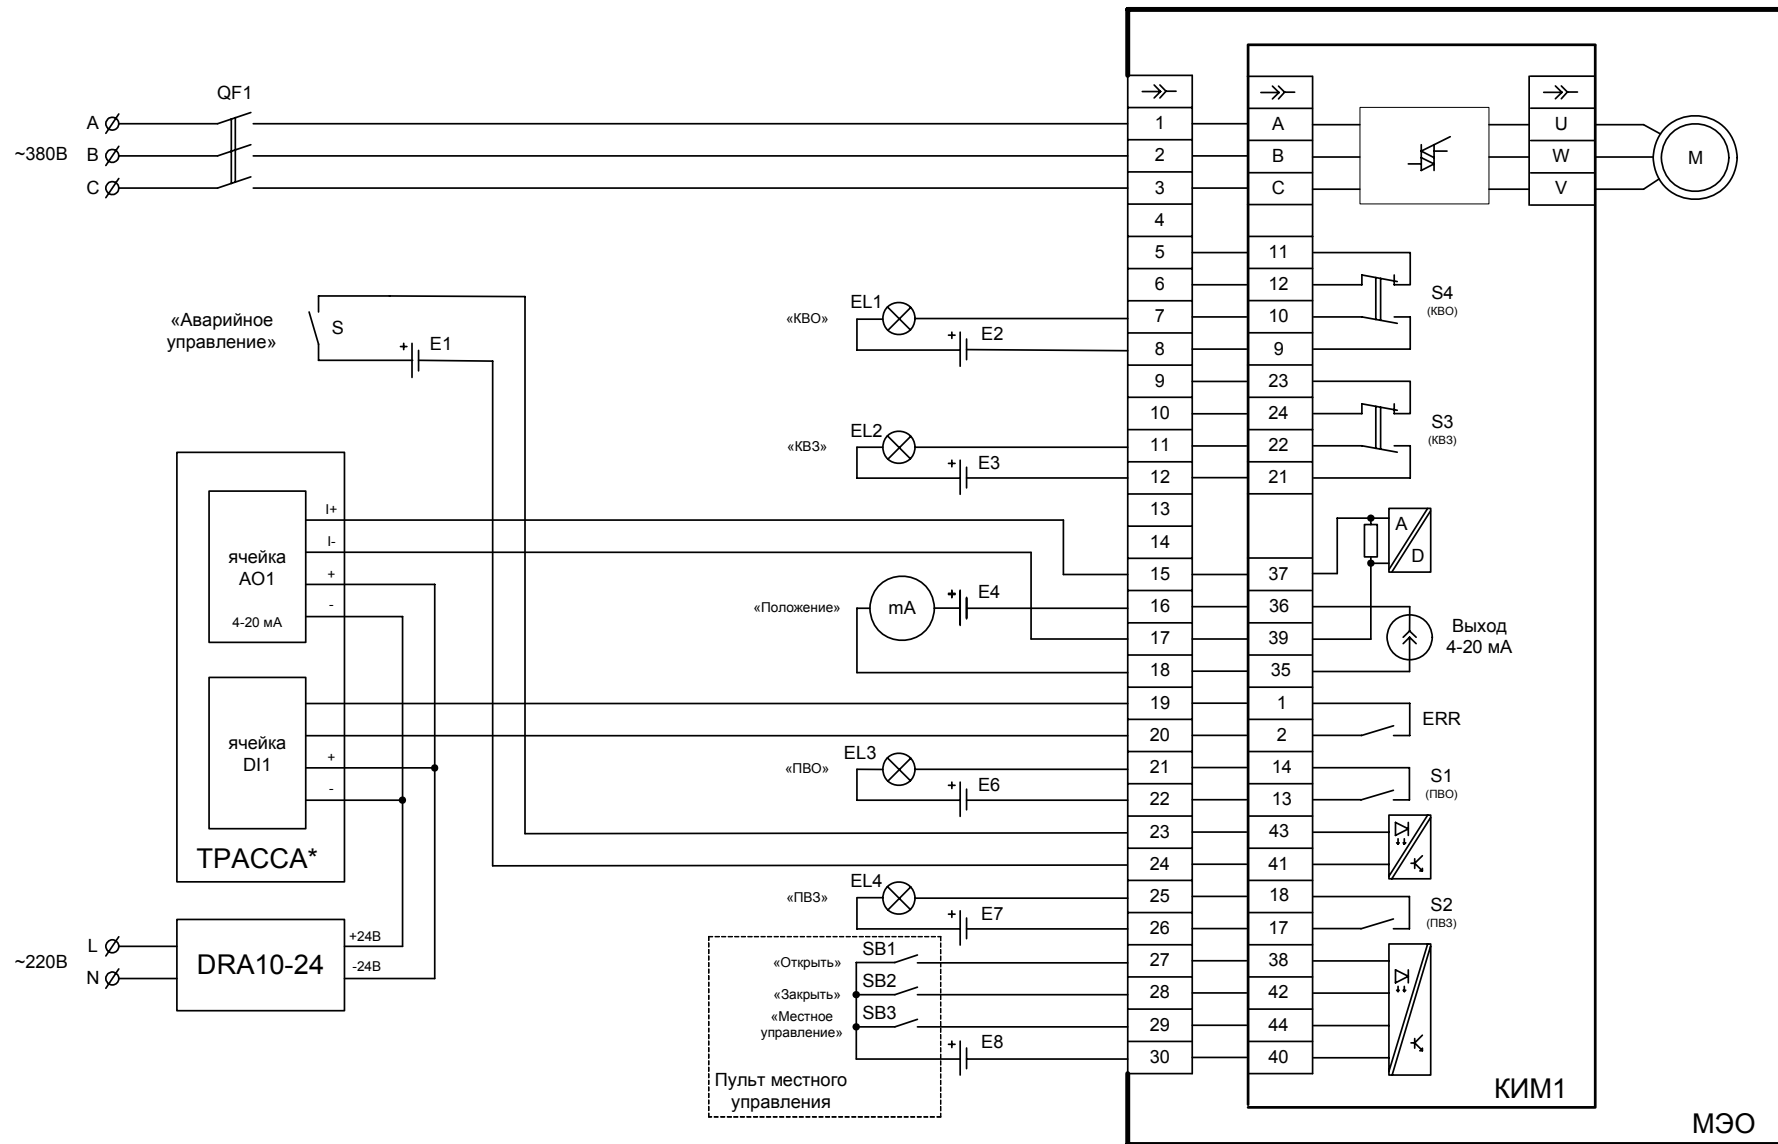 QF1
A
~380В
B
C
1
2
3
4
5
6
7
8
9
10
11
12
13
14
15
16
17
18
19
20
21
22
23
24
25
26
27
28
29
30
A
B
C
11
12
10
9
23
24
22
21
37
36
39
35
1
2
14
13
43
41
18
17
38
42
44
40
U
W
V
M
S4
(КВО)
S3
(КВЗ)
A
D
Выход
4-20 мА
ERR
S1
(ПВО)
S2
(ПВЗ)
КИМ1
МЭО
«Аварийное
управление»
S
+
E1
«КВО»
EL1
+
E2
«КВЗ»
EL2
+
E3
«Положение»
mA
+
E4
«ПВО»
EL3
+
E6
«ПВЗ»
EL4
+
E7
«Открыть»
SB1
«Закрыть»
SB2
«Местное
управление»
SB3
+
E8
Пульт местного
управления
ячейка
AO1
4-20 мА
I+
I-
+
-
ячейка
DI1
+
-
ТРАССА*
~220В
L
N
DRA10-24
+24В
-24В